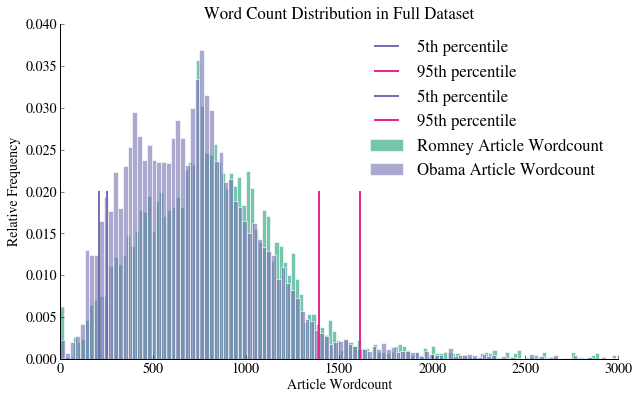 Word Count Distribution in Full Dataset
0.040
0.035
0.030
0.025
0.020
0.015
0.010
0.005
0.000
Relative Frequency
5th percentile
95th percentile
5th percentile
95th percentile
Romney Article Wordcount
Obama Article Wordcount
0 500 1000 1500 2000 2500 3000
Article Wordcount